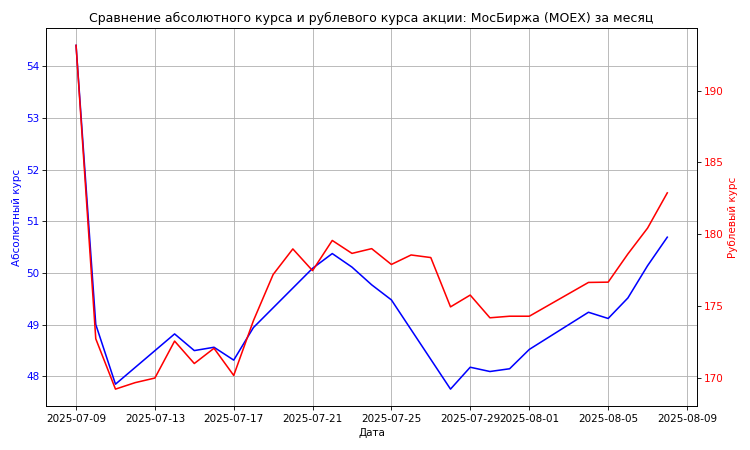 Сравнение абсолютного курса и рублевого курса акции: МосБиржа (MOEX) за месяц
Абсолютный курс
54
53
52
51
50
49
48
190
185
180
175
170
Рублевый курс
2025-07-09 2025-07-13 2025-07-17 2025-07-21 2025-07-25 2025-07-29 2025-08-01 2025-08-05 2025-08-09
Дата